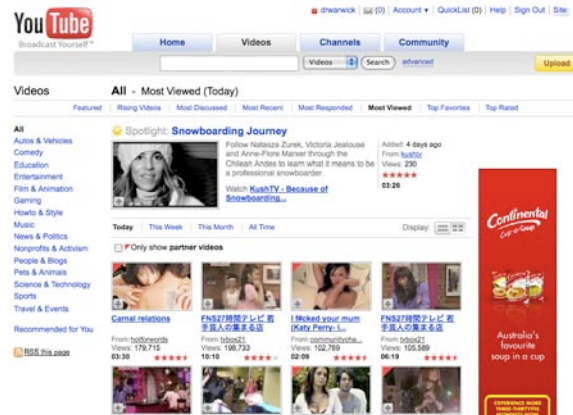 You Tube
Broadcast Yourself™
drwarwick | (0) | Account ▼ | QuickList (0) | Help | Sign Out | Site:
Home Videos Channels Community
Videos Search advanced
Upload
Videos
All - Most Viewed (Today)
Featured | Rising Videos | Most Discussed | Most Recent | Most Responded | Most Viewed | Top Favorites | Top Rated
All
Autos & Vehicles
Comedy
Education
Entertainment
Film & Animation
Gaming
Howto & Style
Music
News & Politics
Nonprofits & Activism
People & Blogs
Pets & Animals
Science & Technology
Sports
Travel & Events
Recommended for You
RSS this page
Spotlight: Snowboarding Journey
Follow Natasza Zurek, Victoria Jealouse
and Anne-Flore Marxer through the
Chilean Andes to learn what it means to be
a professional snowboarder.
Watch KushTV - Because of
Snowboarding...
Added: 4 days ago
From: kushtv
Views: 230
03:26
Today | This Week | This Month | All Time
Display:
Only show partner videos
Carnal relations
From: hotforwords
Views: 179,715
03:30
FNS27時間テレビ 若
手芸人の集まる店
From: tvbox21
Views: 198,733
10:10
I f#cked your mum
(Katy Perry- I...
From: communitycha...
Views: 102,769
02:08
FNS27時間テレビ 若
手芸人の集まる店
From: tvbox21
Views: 105,589
06:19
Continental
Cup-a-Soup
Australia's
favourite
soup in a cup
EXPERIENCE MORE